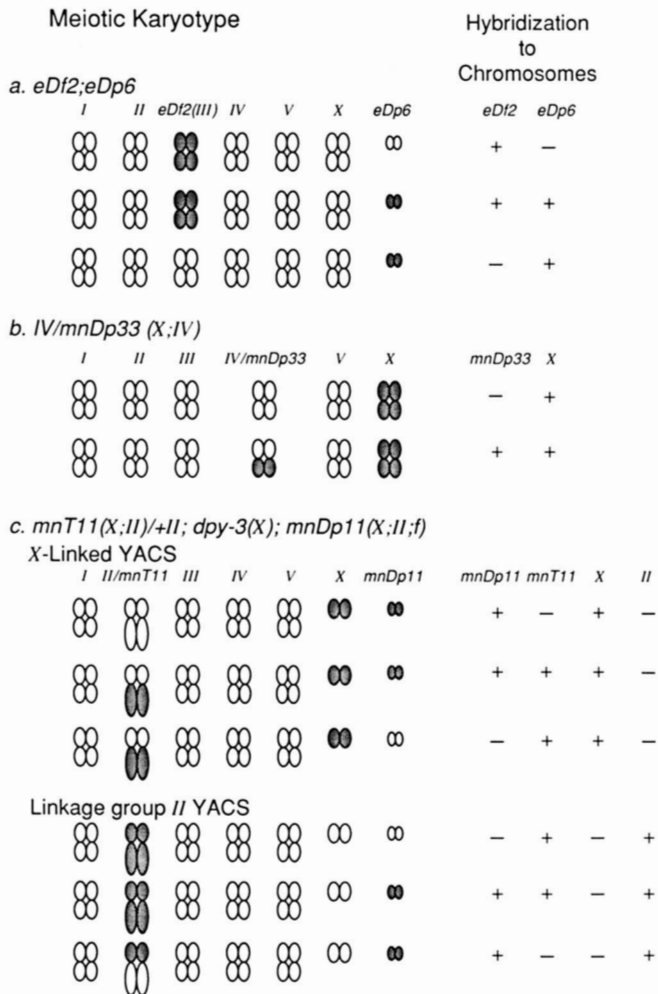 Meiotic Karyotype
Hybridization
to
Chromosomes
a. eDf2;eDp6
I II eDf2(III) IV V X eDp6 eDf2 eDp6
+ –
+ +
– +
b. IV/mnDp33 (X;IV)
I II III IV/mnDp33 V X mnDp33 X
– +
+ +
c. mnT11(X;II)/+II; dpy-3(X); mnDp11(X;II;f)
X-Linked YACS
I II/mnT11 III IV V X mnDp11 mnDp11 mnT11 X II
+ – + –
+ + + –
– + + –
Linkage group II YACS
– + – +
+ + – +
+ – – +